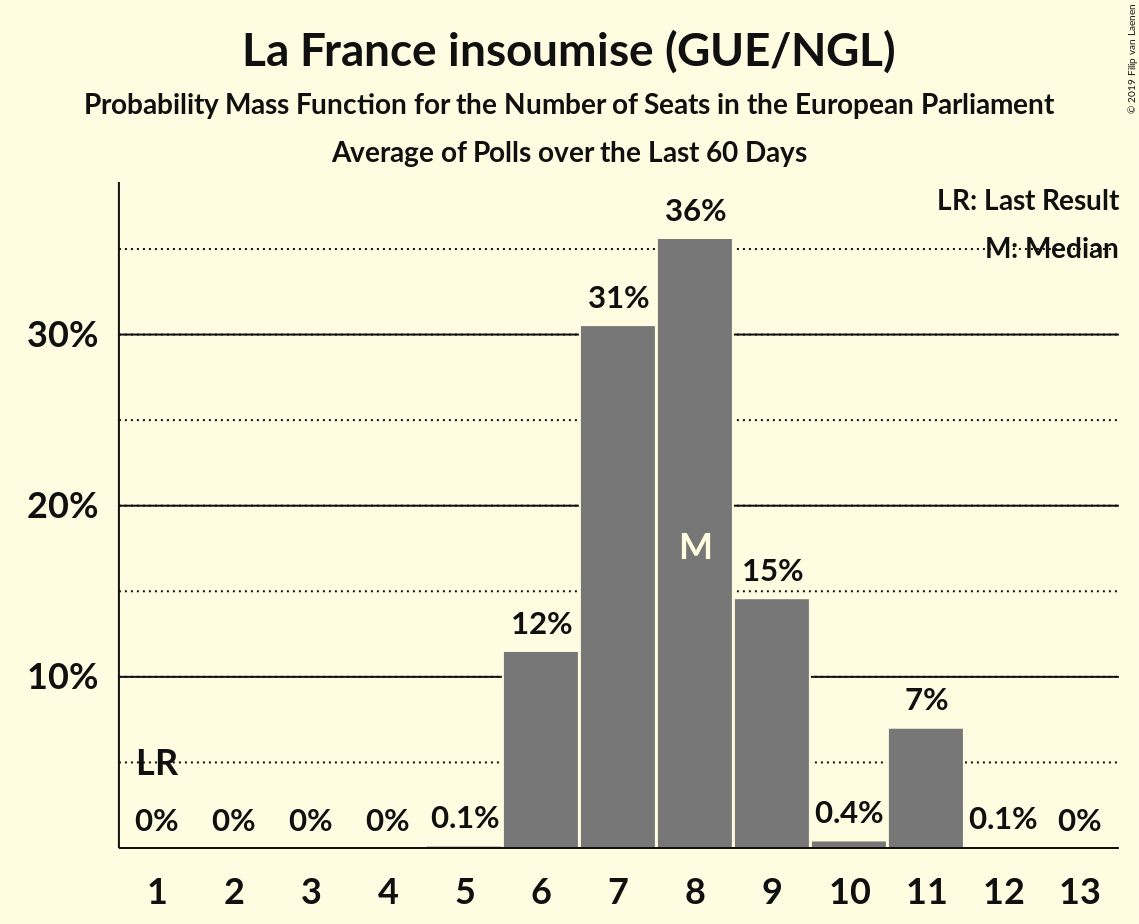 La France insoumise (GUE/NGL)
Probability Mass Function for the Number of Seats in the European Parliament
Average of Polls over the Last 60 Days
© 2019 Filip van Laenen
LR: Last Result
M: Median
36%
31%
30%
20%
M
15%
12%
10%
7%
LR
0% 0% 0% 0% 0.1% 0.4% 0.1% 0%
1 2 3 4 5 6 7 8 9 10 11 12 13